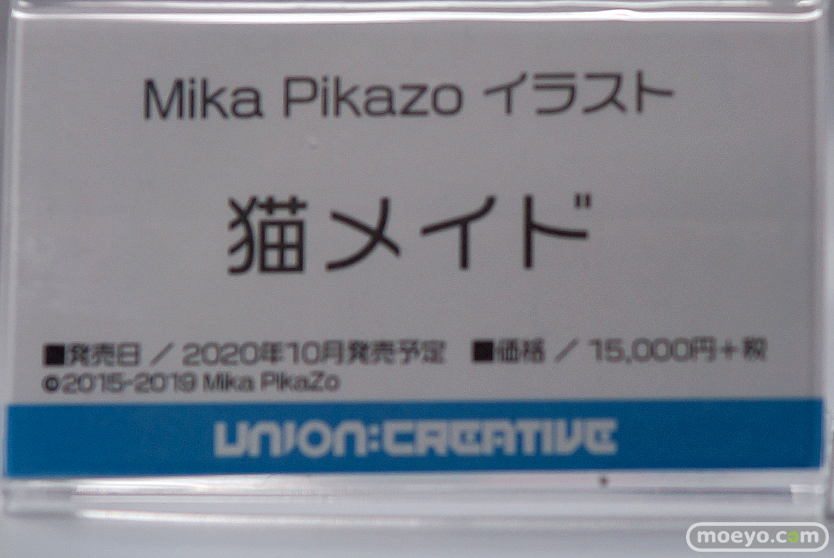 Mika Pikazo イラスト
猫メイド
■発売日 / 2020年10月発売予定 ■価格 / 15,000円＋税
©2015-2019 Mika PikaZo
UNION:CREATIVE
moeyo.com